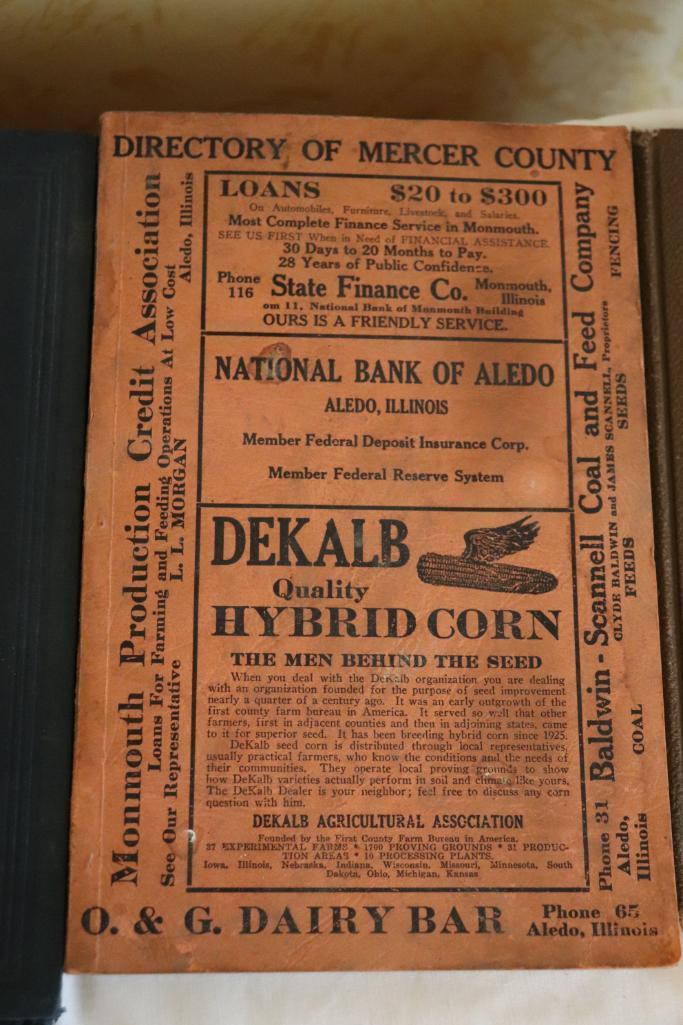 DIRECTORY OF MERCER COUNTY
Monmouth Production Credit Association
Loans For Farming and Feeding Operations At Low Cost
Aledo, Illinois
See Our Representative L. L. MORGAN
LOANS $20 to $300
On Automobiles, Furniture, Livestock, and Salaries.
Most Complete Finance Service in Monmouth.
SEE US FIRST When in Need of FINANCIAL ASSISTANCE.
30 Days to 20 Months to Pay.
28 Years of Public Confidence.
Phone
116
State Finance Co.
Monmouth,
Illinois
om 11, National Bank of Monmouth Building
OURS IS A FRIENDLY SERVICE.
NATIONAL BANK OF ALEDO
ALEDO, ILLINOIS
Member Federal Deposit Insurance Corp.
Member Federal Reserve System
DEKALB
Quality
HYBRID CORN
THE MEN BEHIND THE SEED
When you deal with the DeKalb organization you are dealing
with an organization founded for the purpose of seed improvement
nearly a quarter of a century ago. It was an early outgrowth of the
first county farm bureau in America. It served so well that other
farmers, first in adjacent counties and then in adjoining states, came
to it for superior seed. It has been breeding hybrid corn since 1925.
DeKalb seed corn is distributed through local representatives,
usually practical farmers, who know the conditions and the needs of
their communities. They operate local proving grounds to show
how DeKalb varieties actually perform in soil and climate like yours.
The DeKalb Dealer is your neighbor; feel free to discuss any corn
question with him.
DEKALB AGRICULTURAL ASSOCIATION
Founded by the First County Farm Bureau in America.
37 EXPERIMENTAL FARMS * 1700 PROVING GROUNDS * 31 PRODUC-
TION AREAS * 10 PROCESSING PLANTS.
Iowa, Illinois, Nebraska, Indiana, Wisconsin, Missouri, Minnesota, South
Dakota, Ohio, Michigan, Kansas
Phone 31 Baldwin - Scannell Coal and Feed Company
CLYDE BALDWIN and JAMES SCANNELL, Proprietors
Aledo,
Illinois
COAL FEEDS SEEDS FENCING
O. & G. DAIRY BAR
Phone 65
Aledo, Illinois